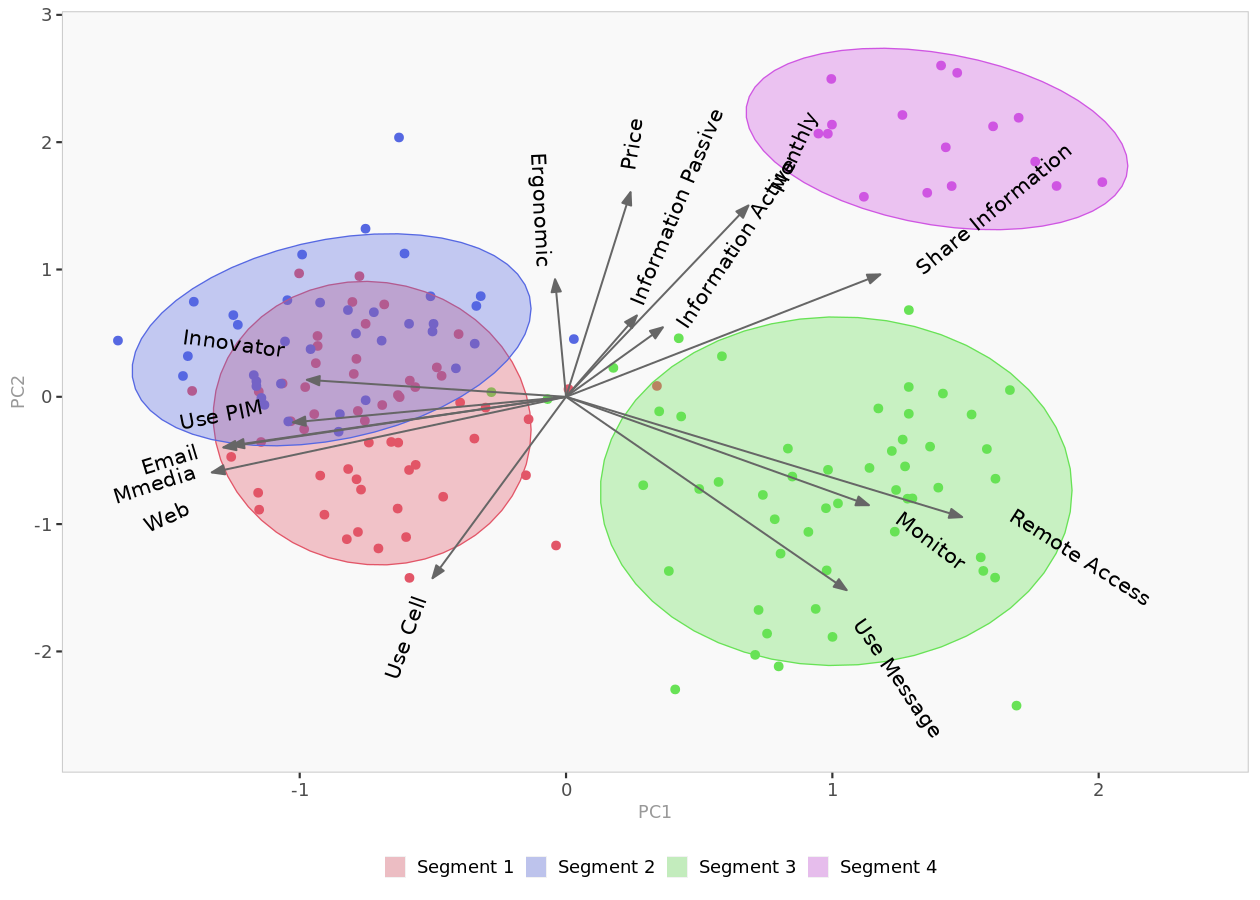 3
2
1
0
-1
-2
PC2
Ergonomic
Price
Information Passive
Monthly
Information Active
Share Information
Innovator
Use PIM
Email
Mmedia
Web
Use Cell
Monitor
Remote Access
Use Message
-1
0
1
2
PC1
Segment 1
Segment 2
Segment 3
Segment 4